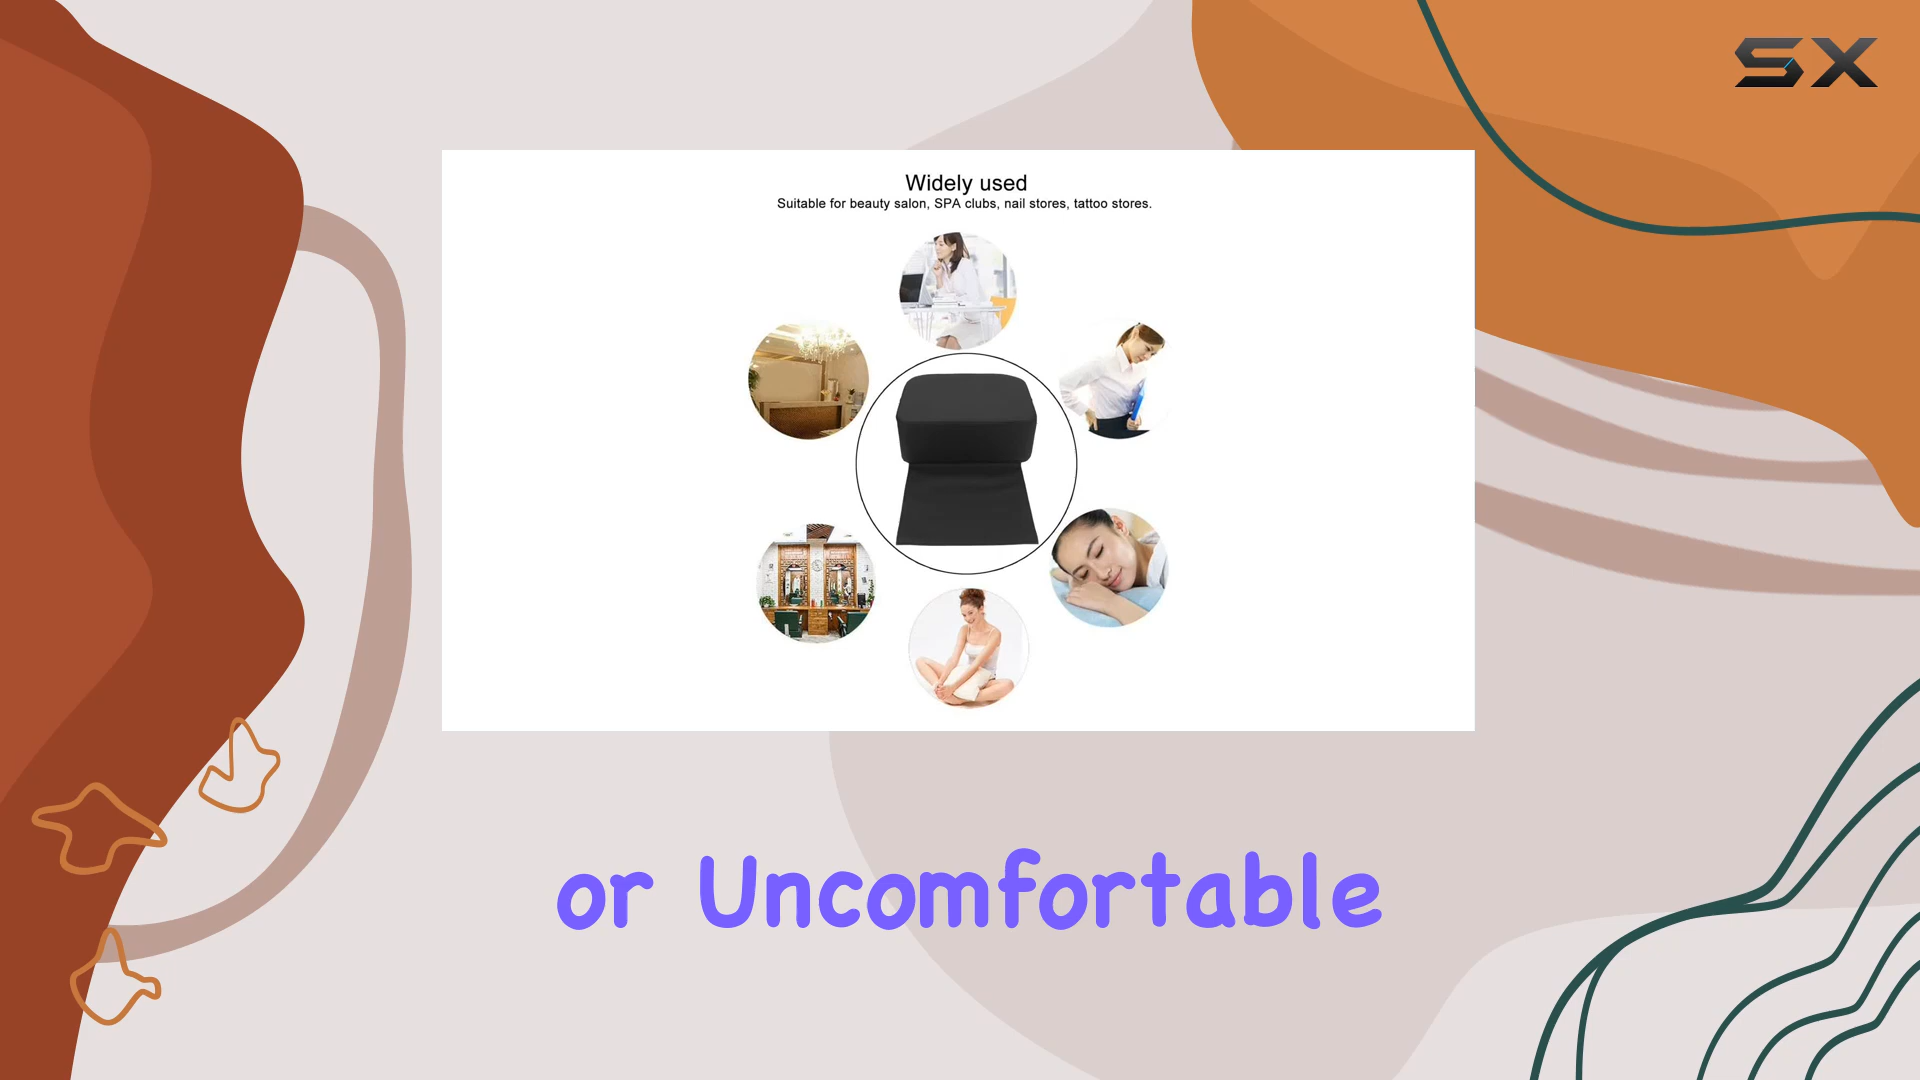 SX
Widely used
Suitable for beauty salon, SPA clubs, nail stores, tattoo stores.
or Uncomfortable